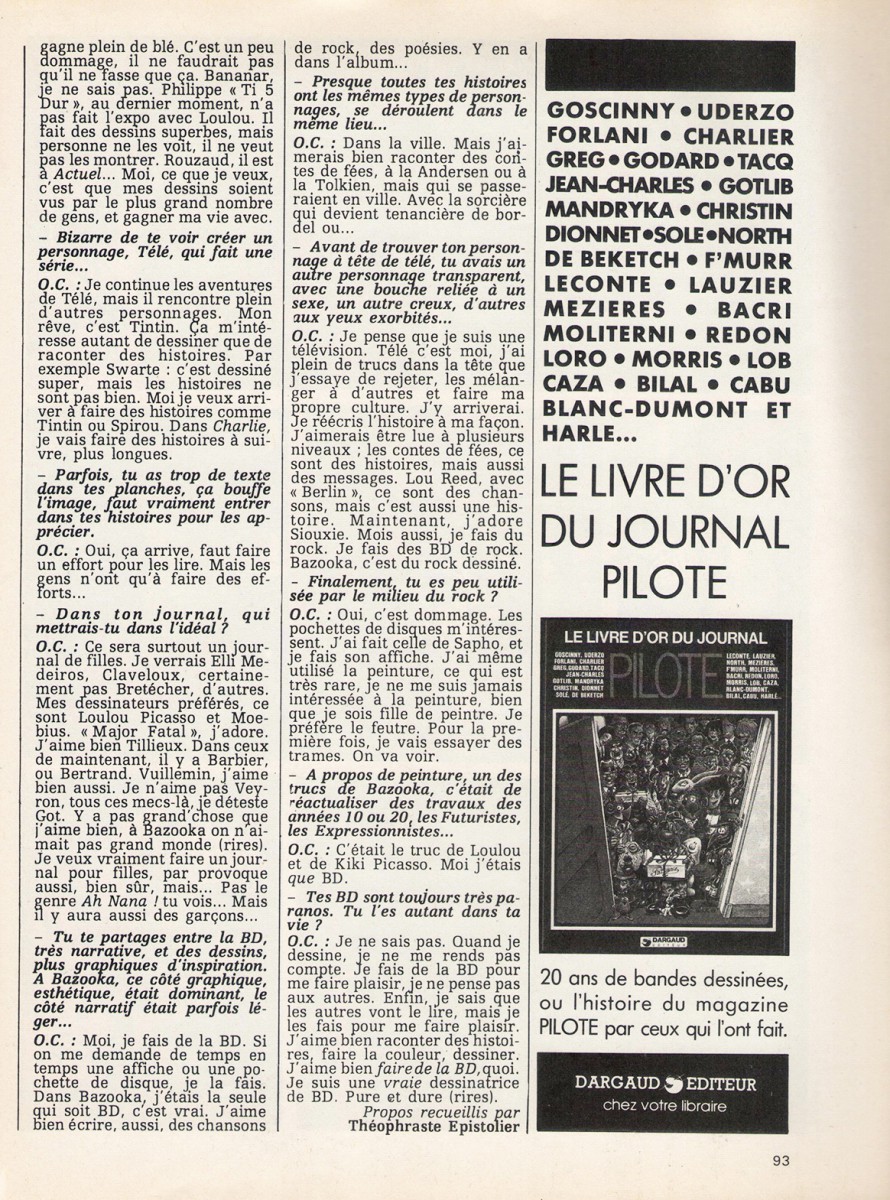 gagne plein de blé. C'est un peu
dommage, il ne faudrait pas
qu'il ne fasse que ça. Bananar,
je ne sais pas. Philippe « Ti 5
Dur », au dernier moment, n'a
pas fait l'expo avec Loulou. Il
fait des dessins superbes, mais
personne ne les voit, il ne veut
pas les montrer. Rouzaud, il est
à Actuel... Moi, ce que je veux,
c'est que mes dessins soient
vus par le plus grand nombre
de gens, et gagner ma vie avec.
– Bizarre de te voir créer un
personnage, Télé, qui fait une
série...
O.C. : Je continue les aventures
de Télé, mais il rencontre plein
d'autres personnages. Mon
rêve, c'est Tintin. Ça m'inté-
resse autant de dessiner que de
raconter des histoires. Par
exemple Swarte : c'est dessiné
super, mais les histoires ne
sont pas bien. Moi je veux arri-
ver à faire des histoires comme
Tintin ou Spirou. Dans Charlie,
je vais faire des histoires à sui-
vre, plus longues.
– Parfois, tu as trop de texte
dans tes planches, ça bouffe
l'image, faut vraiment entrer
dans tes histoires pour les ap-
précier.
O.C. : Oui, ça arrive, faut faire
un effort pour les lire. Mais les
gens n'ont qu'à faire des ef-
forts...
– Dans ton journal, qui
mettrais-tu dans l'idéal ?
O.C. : Ce sera surtout un jour-
nal de filles. Je verrais Elli Me-
deiros, Claveloux, certaine-
ment pas Bretécher, d'autres.
Mes dessinateurs préférés, ce
sont Loulou Picasso et Moe-
bius. « Major Fatal », j'adore.
J'aime bien Tillieux. Dans ceux
de maintenant, il y a Barbier,
ou Bertrand. Vuillemin, j'aime
bien aussi. Je n'aime pas Vey-
ron, tous ces mecs-là, je déteste
Got. Y a pas grand'chose que
j'aime bien, à Bazooka on n'ai-
mait pas grand monde (rires).
Je veux vraiment faire un jour-
nal pour filles, par provoque
aussi, bien sûr, mais... Pas le
genre Ah Nana ! tu vois... Mais
il y aura aussi des garçons...
– Tu te partages entre la BD,
très narrative, et des dessins,
plus graphiques d'inspiration.
A Bazooka, ce côté graphique,
esthétique, était dominant, le
côté narratif était parfois lé-
ger...
O.C. : Moi, je fais de la BD. Si
on me demande de temps en
temps une affiche ou une po-
chette de disque, je la fais.
Dans Bazooka, j'étais la seule
qui soit BD, c'est vrai. J'aime
bien écrire, aussi, des chansons
de rock, des poésies. Y en a
dans l'album...
– Presque toutes tes histoires
ont les mêmes types de person-
nages, se déroulent dans le
même lieu...
O.C. : Dans la ville. Mais j'ai-
merais bien raconter des con-
tes de fées, à la Andersen ou à
la Tolkien, mais qui se passe-
raient en ville. Avec la sorcière
qui devient tenancière de bor-
del ou...
– Avant de trouver ton person-
nage à tête de télé, tu avais un
autre personnage transparent,
avec une bouche reliée à un
sexe, un autre creux, d'autres
aux yeux exorbités...
O.C. : Je pense que je suis une
télévision. Télé c'est moi, j'ai
plein de trucs dans la tête que
j'essaye de rejeter, les mélan-
ger à d'autres et faire ma
propre culture. J'y arriverai.
Je réécris l'histoire à ma façon.
J'aimerais être lue à plusieurs
niveaux ; les contes de fées, ce
sont des histoires, mais aussi
des messages. Lou Reed, avec
« Berlin », ce sont des chan-
sons, mais c'est aussi une his-
toire. Maintenant, j'adore
Siouxie. Mois aussi, je fais du
rock. Je fais des BD de rock.
Bazooka, c'est du rock dessiné.
– Finalement, tu es peu utili-
sée par le milieu du rock ?
O.C. : Oui, c'est dommage. Les
pochettes de disques m'intéres-
sent. J'ai fait celle de Sapho, et
je fais son affiche. J'ai même
utilisé la peinture, ce qui est
très rare, je ne me suis jamais
intéressée à la peinture, bien
que je sois fille de peintre. Je
préfère le feutre. Pour la pre-
mière fois, je vais essayer des
trames. On va voir.
– A propos de peinture, un des
trucs de Bazooka, c'était de
réactualiser des travaux des
années 10 ou 20, les Futuristes,
les Expressionnistes...
O.C. : C'était le truc de Loulou
et de Kiki Picasso. Moi j'étais
que BD.
– Tes BD sont toujours très pa-
ranos. Tu l'es autant dans ta
vie ?
O.C. : Je ne sais pas. Quand je
dessine, je ne me rends pas
compte. Je fais de la BD pour
me faire plaisir, je ne pense pas
aux autres. Enfin, je sais que
les autres vont le lire, mais je
les fais pour me faire plaisir.
J'aime bien raconter des histoi-
res, faire la couleur, dessiner.
J'aime bien faire de la BD, quoi.
Je suis une vraie dessinatrice
de BD. Pure et dure (rires).
Propos recueillis par
Théophraste Epistolier
GOSCINNY • UDERZO
FORLANI • CHARLIER
GREG • GODARD • TACQ
JEAN-CHARLES • GOTLIB
MANDRYKA • CHRISTIN
DIONNET • SOLE • NORTH
DE BEKETCH • F'MURR
LECONTE • LAUZIER
MEZIERES • BACRI
MOLITERNI • REDON
LORO • MORRIS • LOB
CAZA • BILAL • CABU
BLANC-DUMONT ET
HARLE...
LE LIVRE D'OR
DU JOURNAL
PILOTE
LE LIVRE D'OR DU JOURNAL
PILOTE
GOSCINNY, UDERZO
FORLANI, CHARLIER
GREG, GODARD, TACQ
JEAN-CHARLES
GOTLIB, MANDRYKA
CHRISTIN, DIONNET
SOLÉ, DE BEKETCH
LECONTE, LAUZIER,
NORTH, MEZIERES,
F'MURR, MOLITERNI,
BACRI, REDON, LORO,
MORRIS, LOB, CAZA,
BLANC-DUMONT,
BILAL, CABU, HARLÉ...
DARGAUD
EDITEUR
20 ans de bandes dessinées,
ou l'histoire du magazine
PILOTE par ceux qui l'ont fait.
DARGAUD EDITEUR
chez votre libraire
93